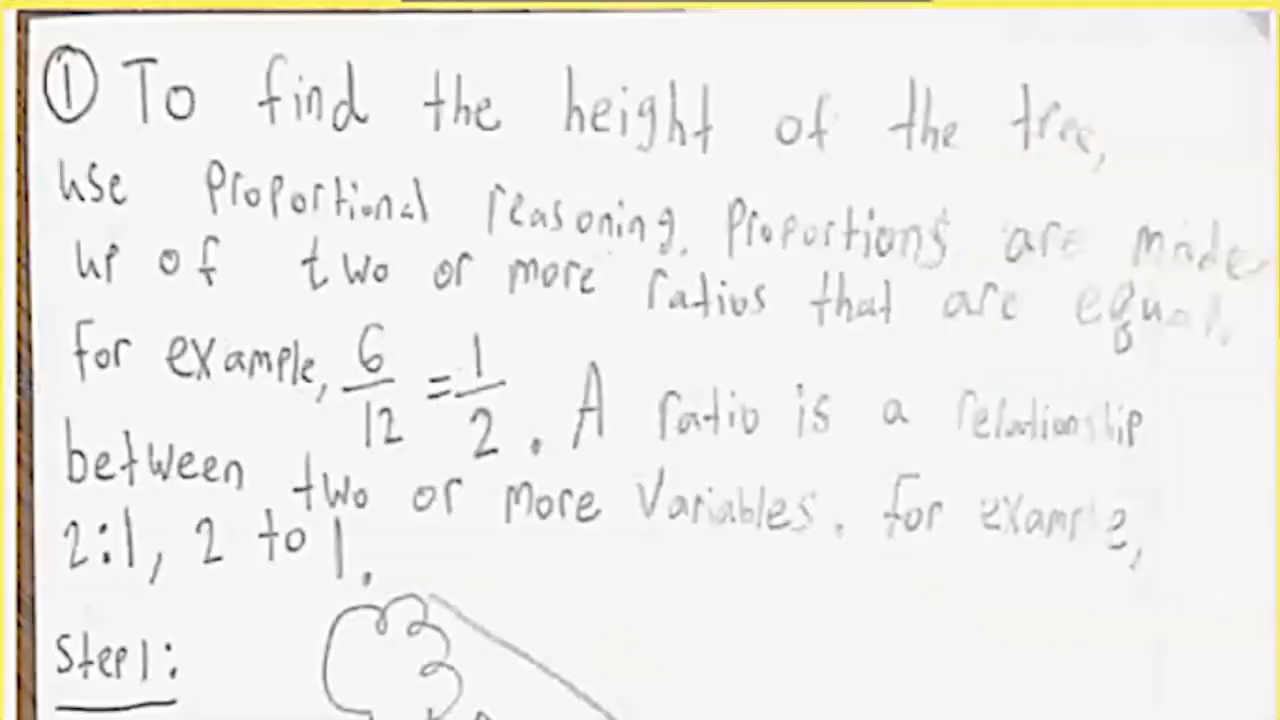 ① To find the height of the tree,
use proportional reasoning. Proportions are made
up of two or more ratios that are equal.
For example, 6/12 = 1/2. A ratio is a relationship
between two or more variables. For example,
2:1, 2 to 1.
Step 1: